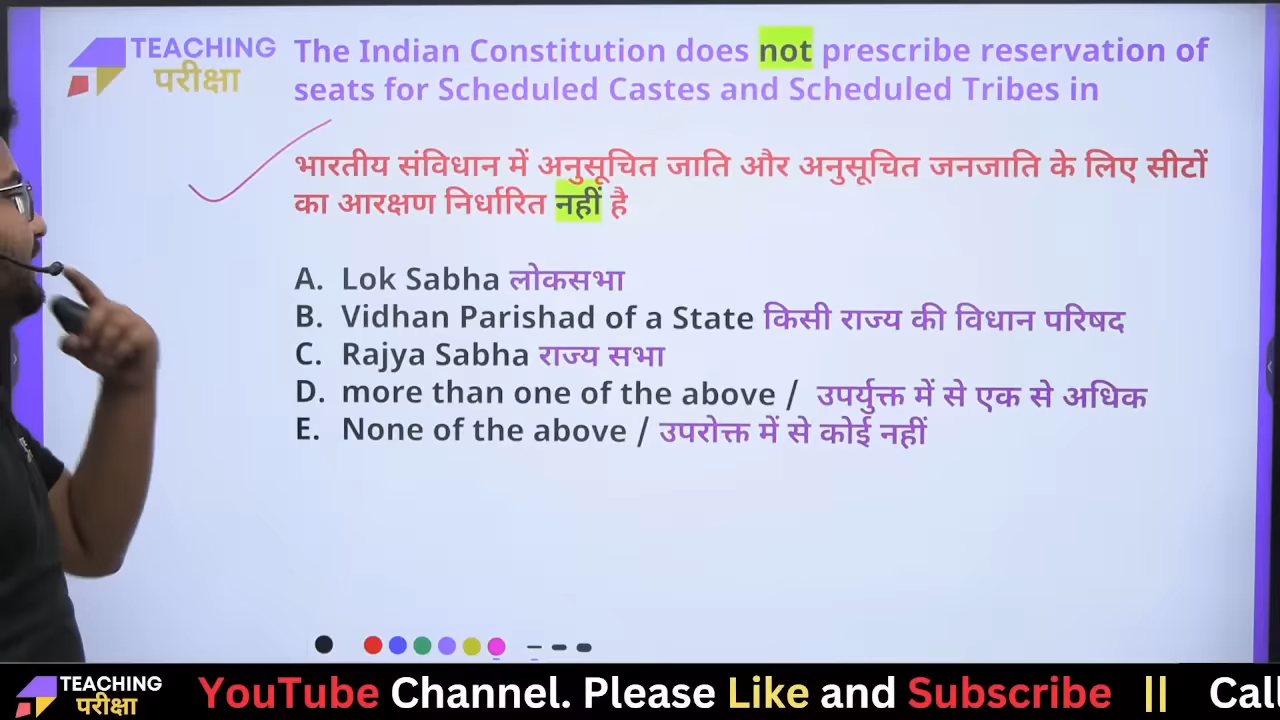 TEACHING
परीक्षा
The Indian Constitution does not prescribe reservation of
seats for Scheduled Castes and Scheduled Tribes in
भारतीय संविधान में अनुसूचित जाति और अनुसूचित जनजाति के लिए सीटों
का आरक्षण निर्धारित नहीं है
A. Lok Sabha लोकसभा
B. Vidhan Parishad of a State किसी राज्य की विधान परिषद
C. Rajya Sabha राज्य सभा
D. more than one of the above / उपर्युक्त में से एक से अधिक
E. None of the above / उपरोक्त में से कोई नहीं
TEACHING
परीक्षा
YouTube Channel. Please Like and Subscribe || Call